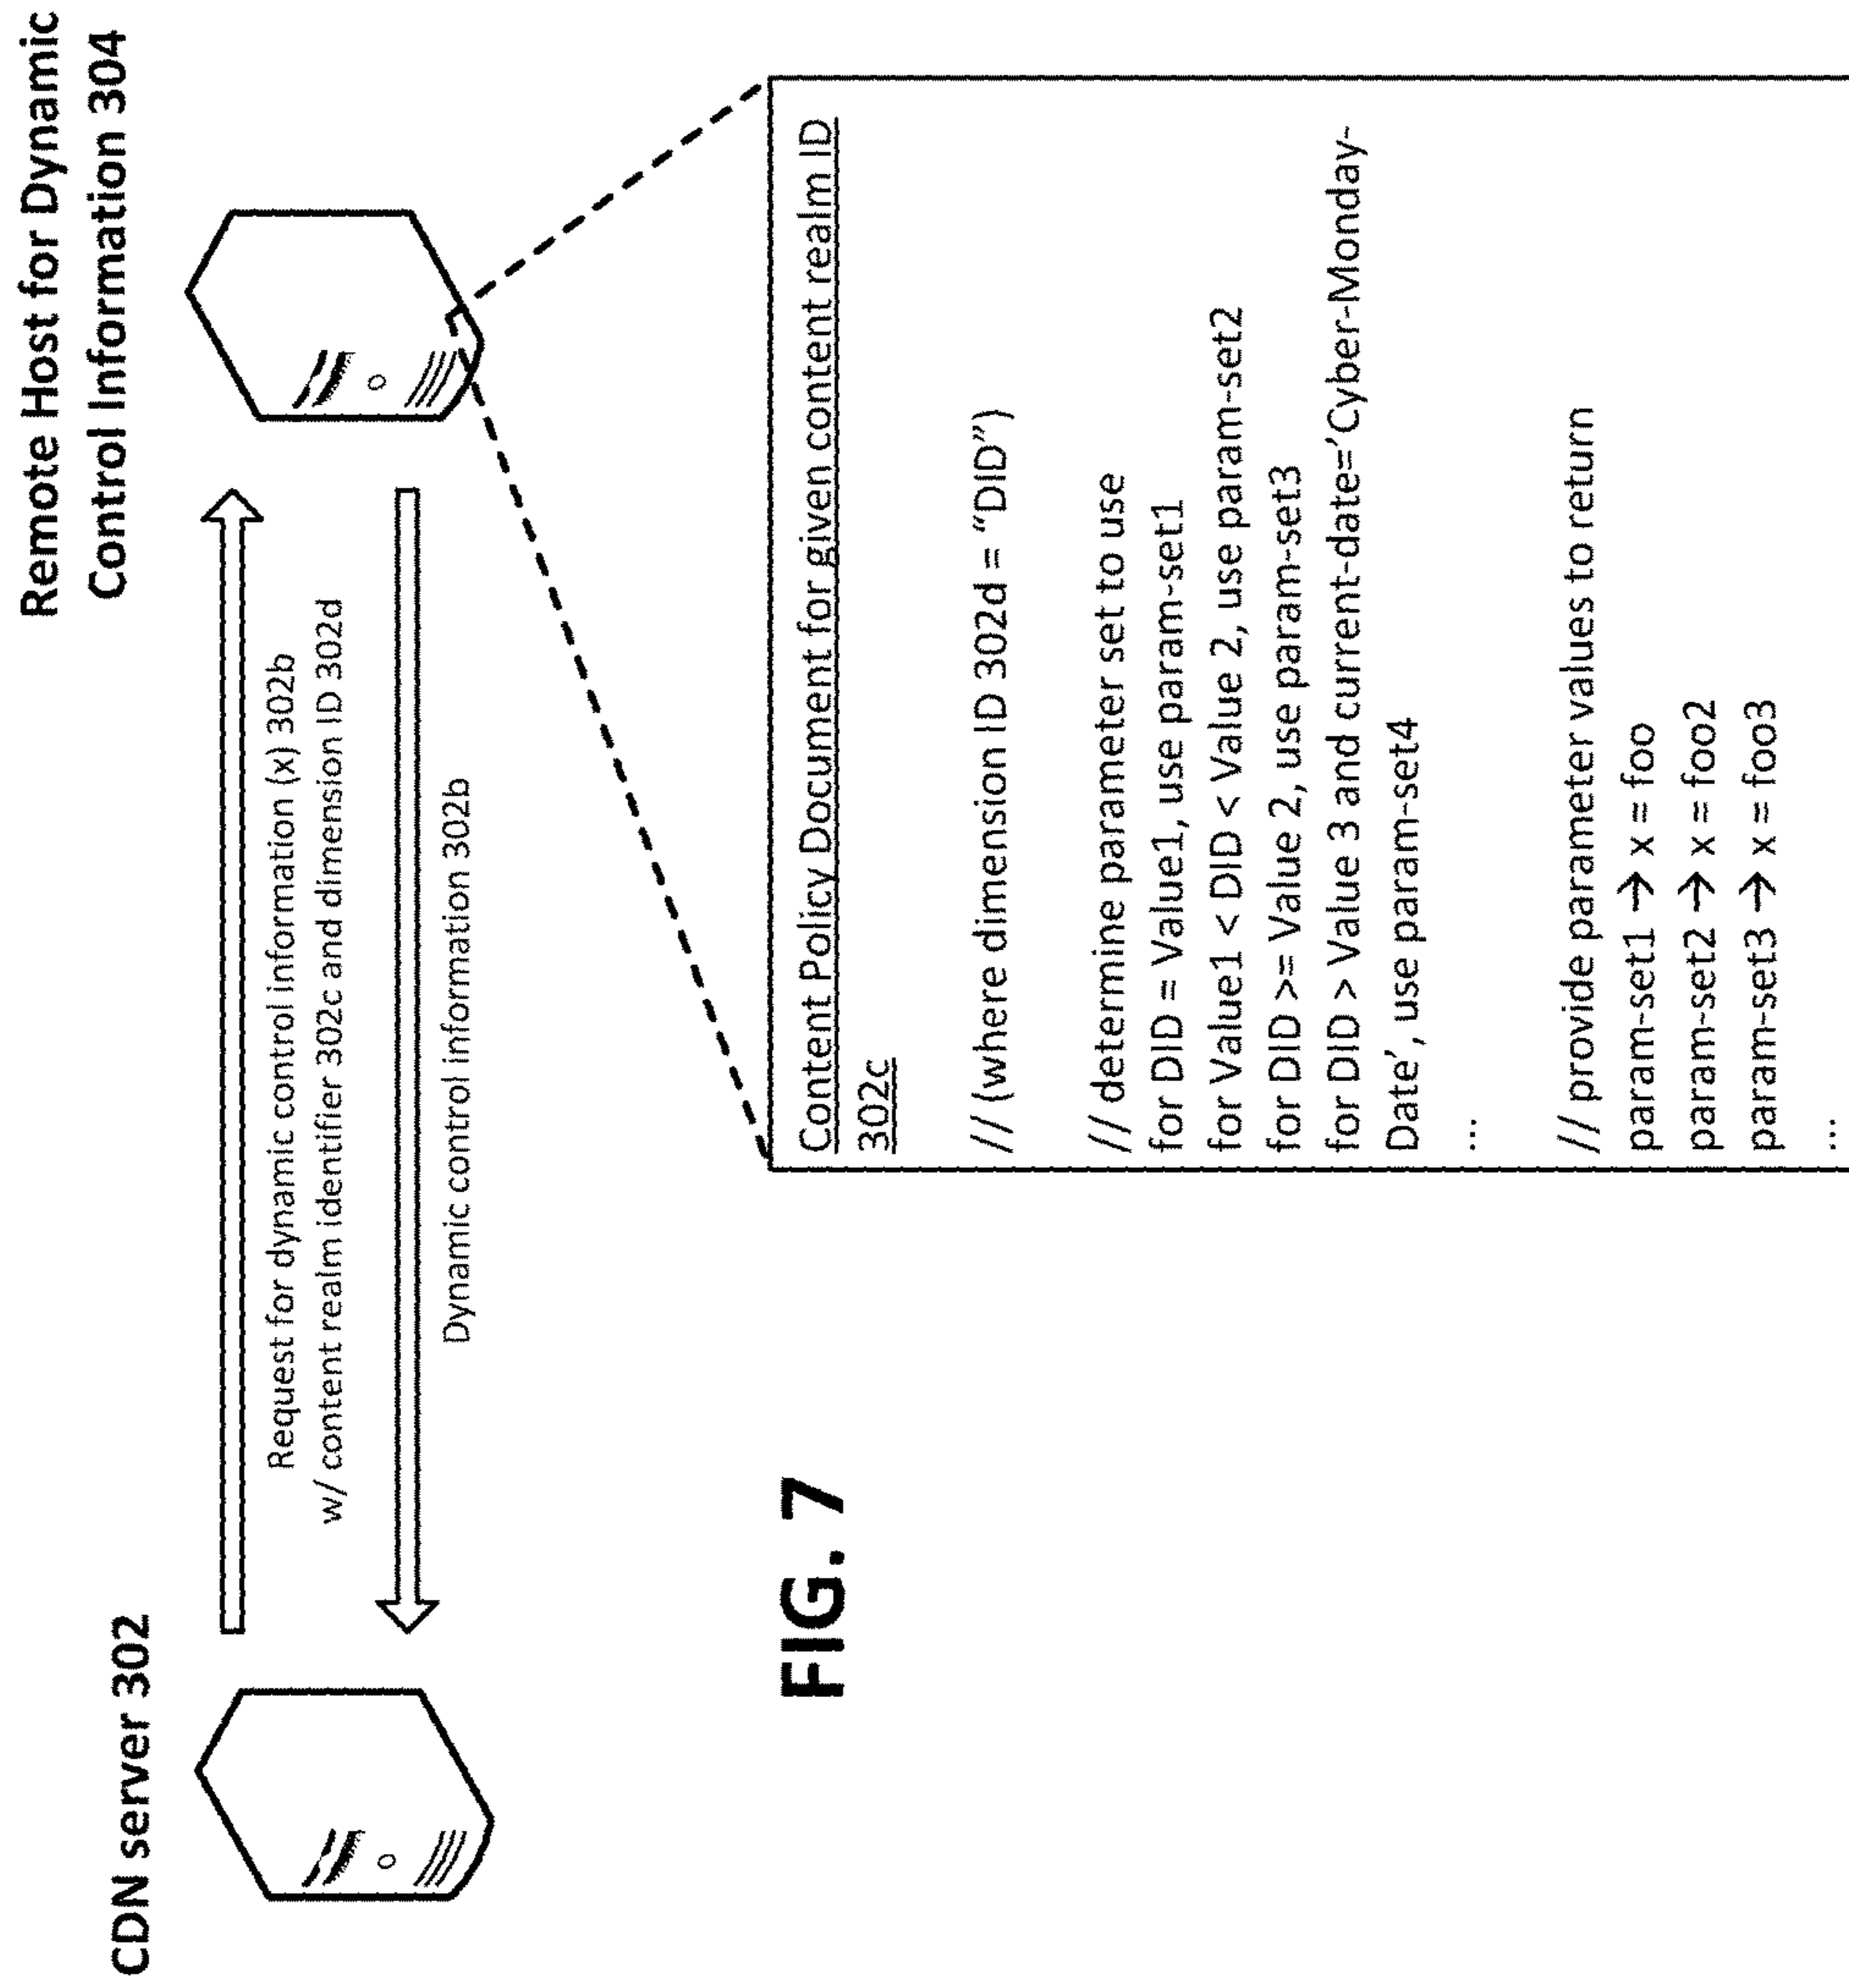 Remote Host for Dynamic
Control Information 304
CDN server 302
Request for dynamic control information (x) 302b
w/ content realm identifier 302c and dimension ID 302d
Dynamic control information 302b
FIG. 7
Content Policy Document for given content realm ID
302c
// (where dimension ID 302d = “DID”)
// determine parameter set to use
for DID = Value1, use param-set1
for Value1 < DID < Value 2, use param-set2
for DID >= Value 2, use param-set3
for DID > Value 3 and current-date=’Cyber-Monday-
Date’, use param-set4
...
// provide parameter values to return
param-set1 → x = foo
param-set2 → x = foo2
param-set3 → x = foo3
...